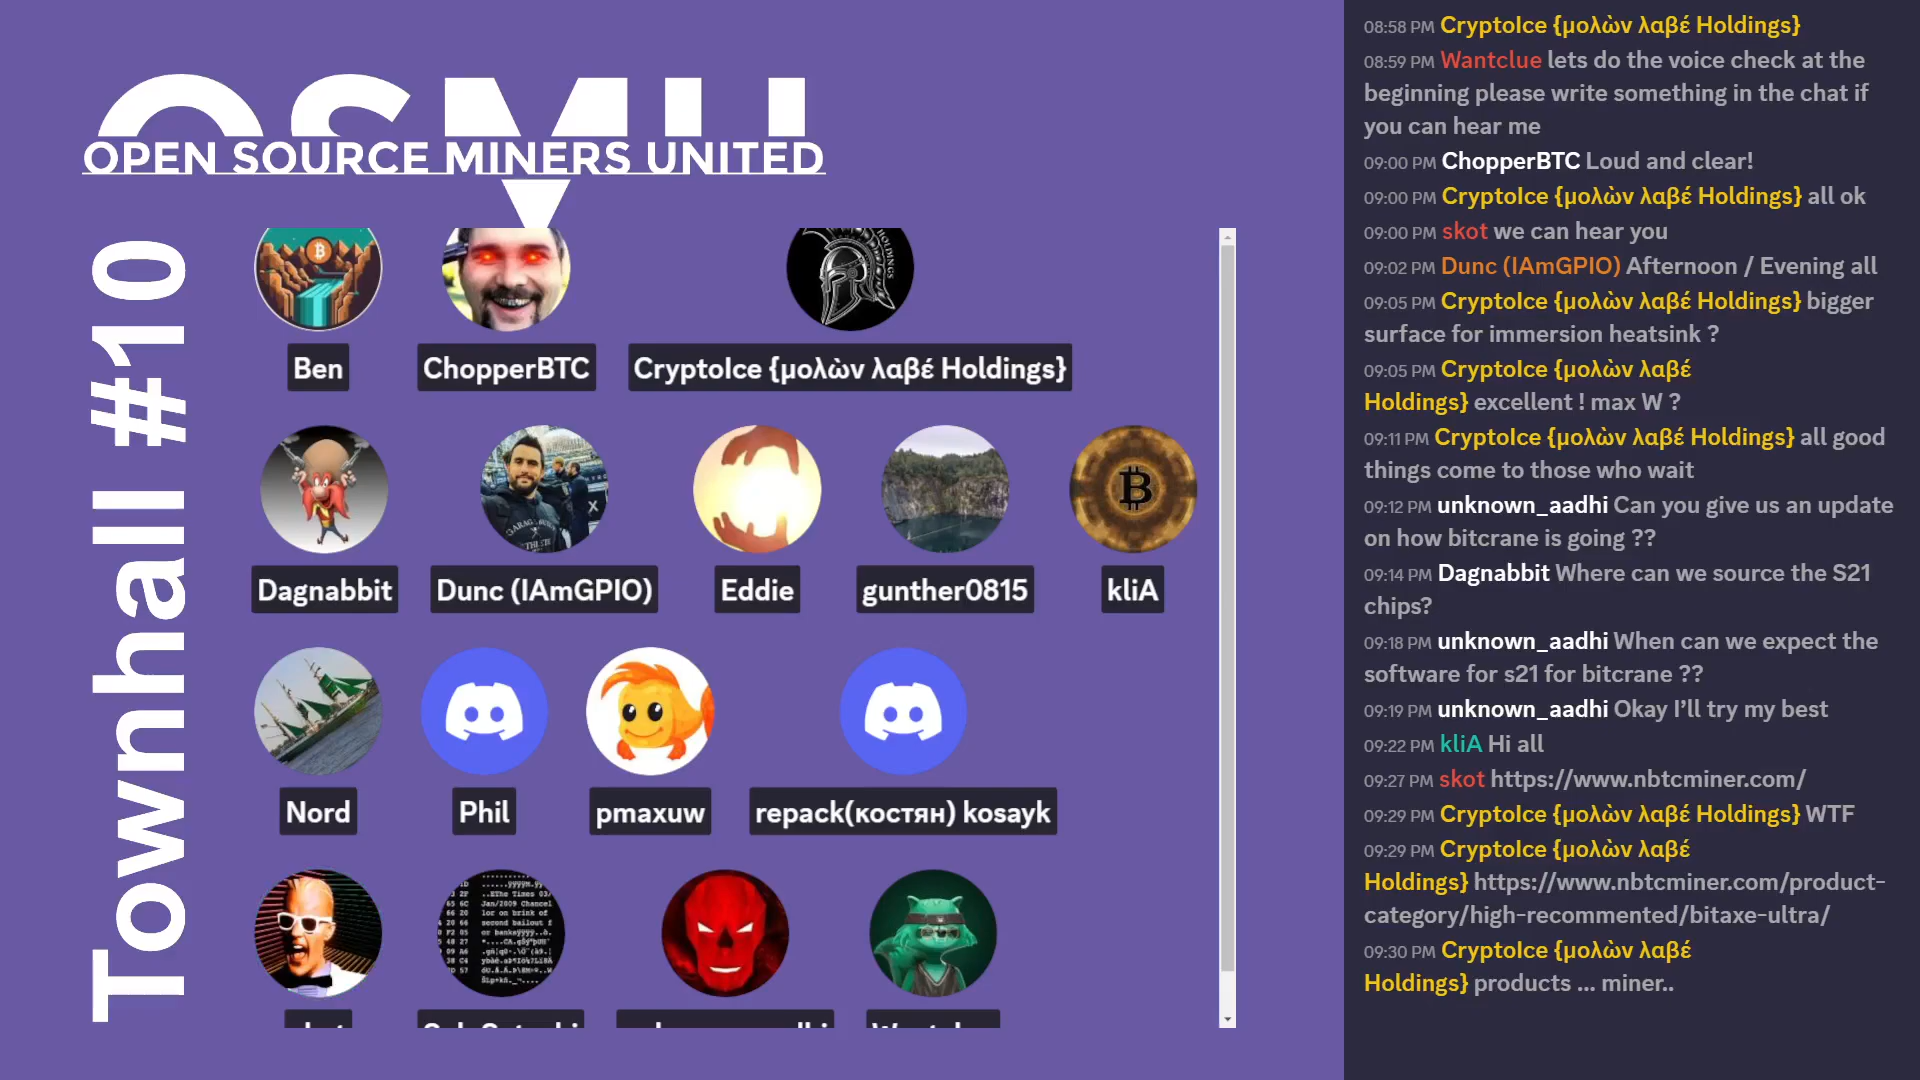 OSMU
OPEN SOURCE MINERS UNITED
Townhall #10
Ben
ChopperBTC
CryptoIce {μολὼν λαβέ Holdings}
Dagnabbit
Dunc (IAmGPIO)
Eddie
gunther0815
kliA
Nord
Phil
pmaxuw
repack(костян) kosayk
08:58 PM CryptoIce {μολὼν λαβέ Holdings}
08:59 PM Wantclue lets do the voice check at the
beginning please write something in the chat if
you can hear me
09:00 PM ChopperBTC Loud and clear!
09:00 PM CryptoIce {μολὼν λαβέ Holdings} all ok
09:00 PM skot we can hear you
09:02 PM Dunc (IAmGPIO) Afternoon / Evening all
09:05 PM CryptoIce {μολὼν λαβέ Holdings} bigger
surface for immersion heatsink ?
09:05 PM CryptoIce {μολὼν λαβέ
Holdings} excellent ! max W ?
09:11 PM CryptoIce {μολὼν λαβέ Holdings} all good
things come to those who wait
09:12 PM unknown_aadhi Can you give us an update
on how bitcrane is going ??
09:14 PM Dagnabbit Where can we source the S21
chips?
09:18 PM unknown_aadhi When can we expect the
software for s21 for bitcrane ??
09:19 PM unknown_aadhi Okay I’ll try my best
09:22 PM kliA Hi all
09:27 PM skot https://www.nbtcminer.com/
09:29 PM CryptoIce {μολὼν λαβέ Holdings} WTF
09:29 PM CryptoIce {μολὼν λαβέ
Holdings} https://www.nbtcminer.com/product-
category/high-recommented/bitaxe-ultra/
09:30 PM CryptoIce {μολὼν λαβέ
Holdings} products ... miner..